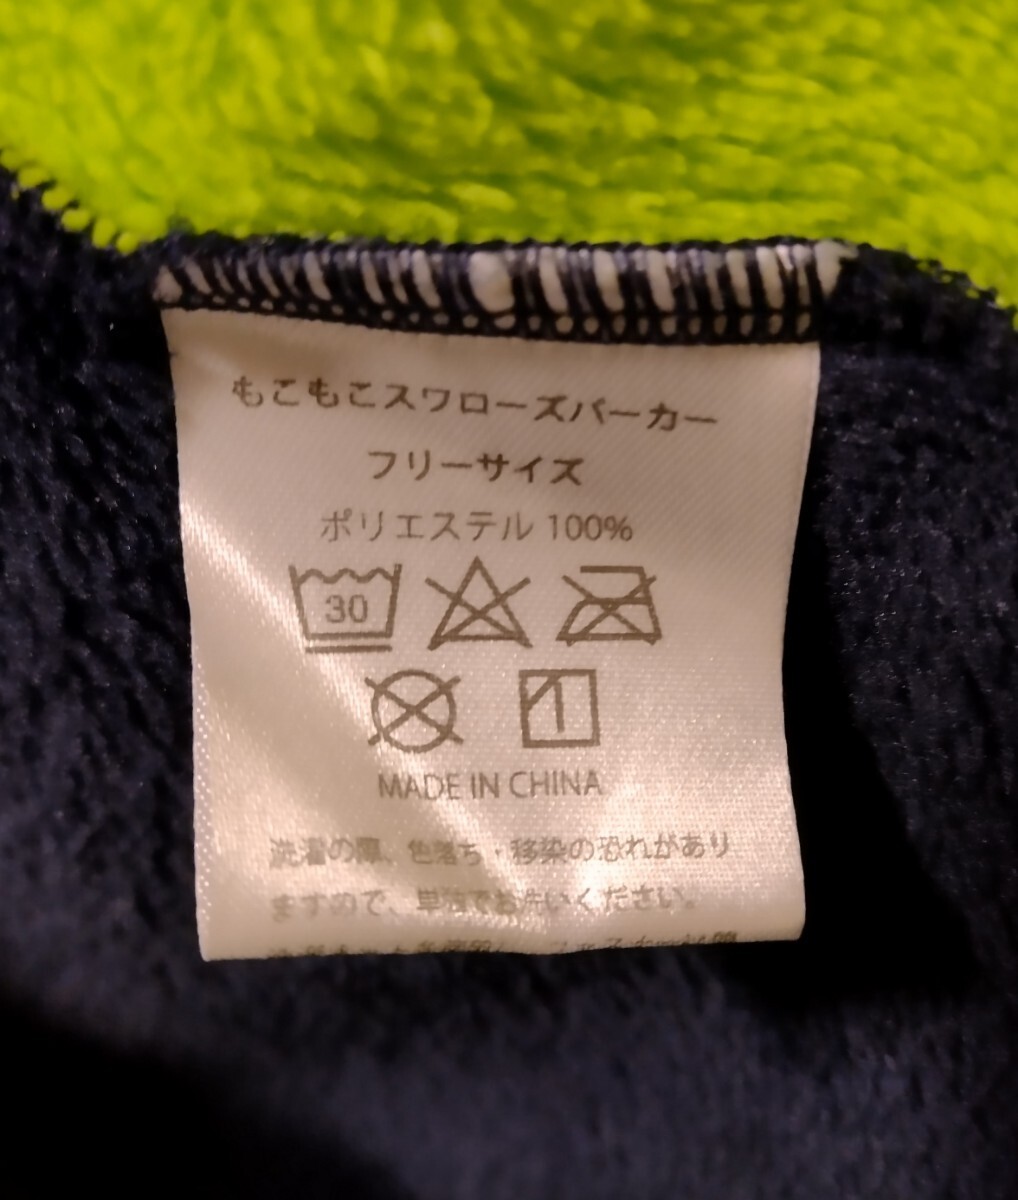 もこもこスワローズパーカー
フリーサイズ
ポリエステル 100%
30
MADE IN CHINA
洗濯の際、色落ち・移染の恐れがあり
ますので、単独でお洗いください。